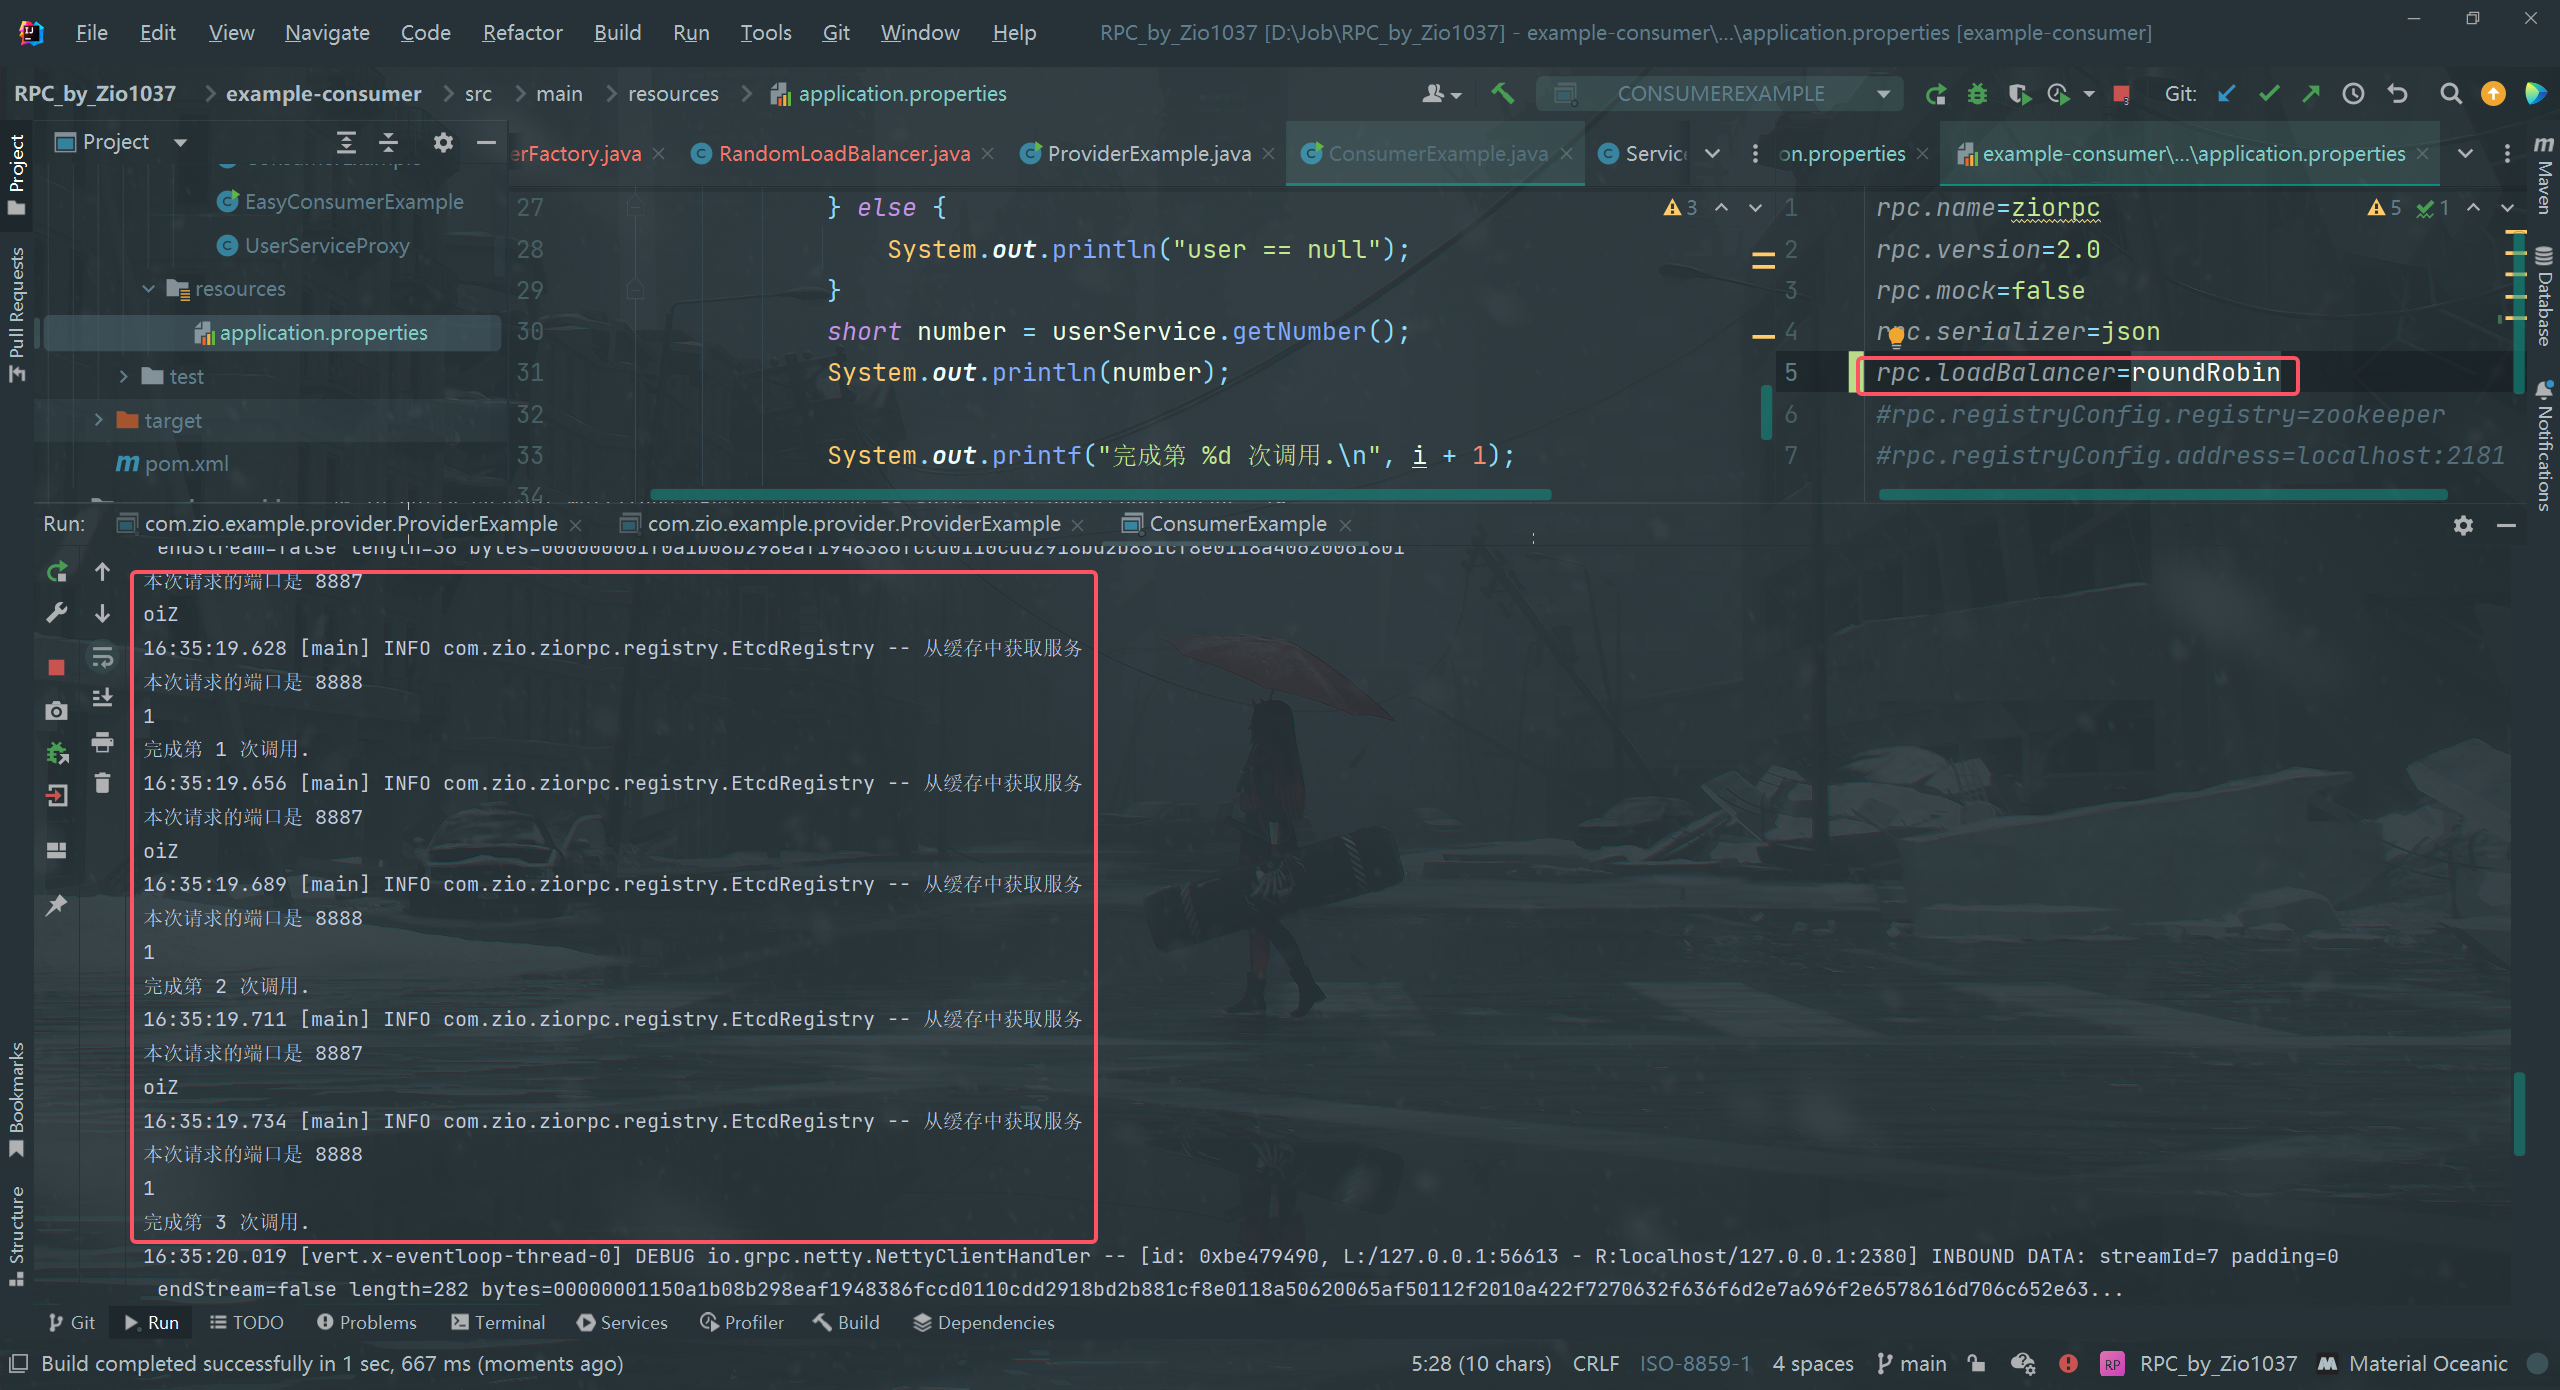 File Edit View Navigate Code Refactor Build Run Tools Git Window Help RPC_by_Zio1037 [D:\Job\RPC_by_Zio1037] - example-consumer\...\application.properties [example-consumer]
RPC_by_Zio1037 example-consumer src main resources application.properties CONSUMEREXAMPLE Git:
Project
erFactory.java RandomLoadBalancer.java ProviderExample.java ConsumerExample.java Servic
on.properties example-consumer\...\application.properties
EasyConsumerExample
UserServiceProxy
resources
application.properties
test
target
pom.xml
27 } else {
28 System.out.println("user == null");
29 }
30 short number = userService.getNumber();
31 System.out.println(number);
32
33 System.out.printf("完成第 %d 次调用.\n", i + 1);
34
3
1 rpc.name=ziorpc
5 1
2 rpc.version=2.0
3 rpc.mock=false
4 rpc.serializer=json
5 rpc.loadBalancer=roundRobin
6 #rpc.registryConfig.registry=zookeeper
7 #rpc.registryConfig.address=localhost:2181
Project
Pull Requests
Bookmarks
Structure
Maven
Database
Notifications
Run: com.zio.example.provider.ProviderExample com.zio.example.provider.ProviderExample ConsumerExample
本次请求的端口是 8887
oiZ
16:35:19.628 [main] INFO com.zio.ziorpc.registry.EtcdRegistry -- 从缓存中获取服务
本次请求的端口是 8888
1
完成第 1 次调用.
16:35:19.656 [main] INFO com.zio.ziorpc.registry.EtcdRegistry -- 从缓存中获取服务
本次请求的端口是 8887
oiZ
16:35:19.689 [main] INFO com.zio.ziorpc.registry.EtcdRegistry -- 从缓存中获取服务
本次请求的端口是 8888
1
完成第 2 次调用.
16:35:19.711 [main] INFO com.zio.ziorpc.registry.EtcdRegistry -- 从缓存中获取服务
本次请求的端口是 8887
oiZ
16:35:19.734 [main] INFO com.zio.ziorpc.registry.EtcdRegistry -- 从缓存中获取服务
本次请求的端口是 8888
1
完成第 3 次调用.
16:35:20.019 [vert.x-eventloop-thread-0] DEBUG io.grpc.netty.NettyClientHandler -- [id: 0xbe479490, L:/127.0.0.1:56613 - R:localhost/127.0.0.1:2380] INBOUND DATA: streamId=7 padding=0
endStream=false length=282 bytes=00000001150a1b08b298eaf1948386fccd0110cdd2918bd2b881cf8e0118a50620065af50112f2010a422f7270632f636f6d2e7a696f2e6578616d706c652e63...
Git Run TODO Problems Terminal Services Profiler Build Dependencies
Build completed successfully in 1 sec, 667 ms (moments ago) 5:28 (10 chars) CRLF ISO-8859-1 4 spaces main RP RPC_by_Zio1037 Material Oceanic